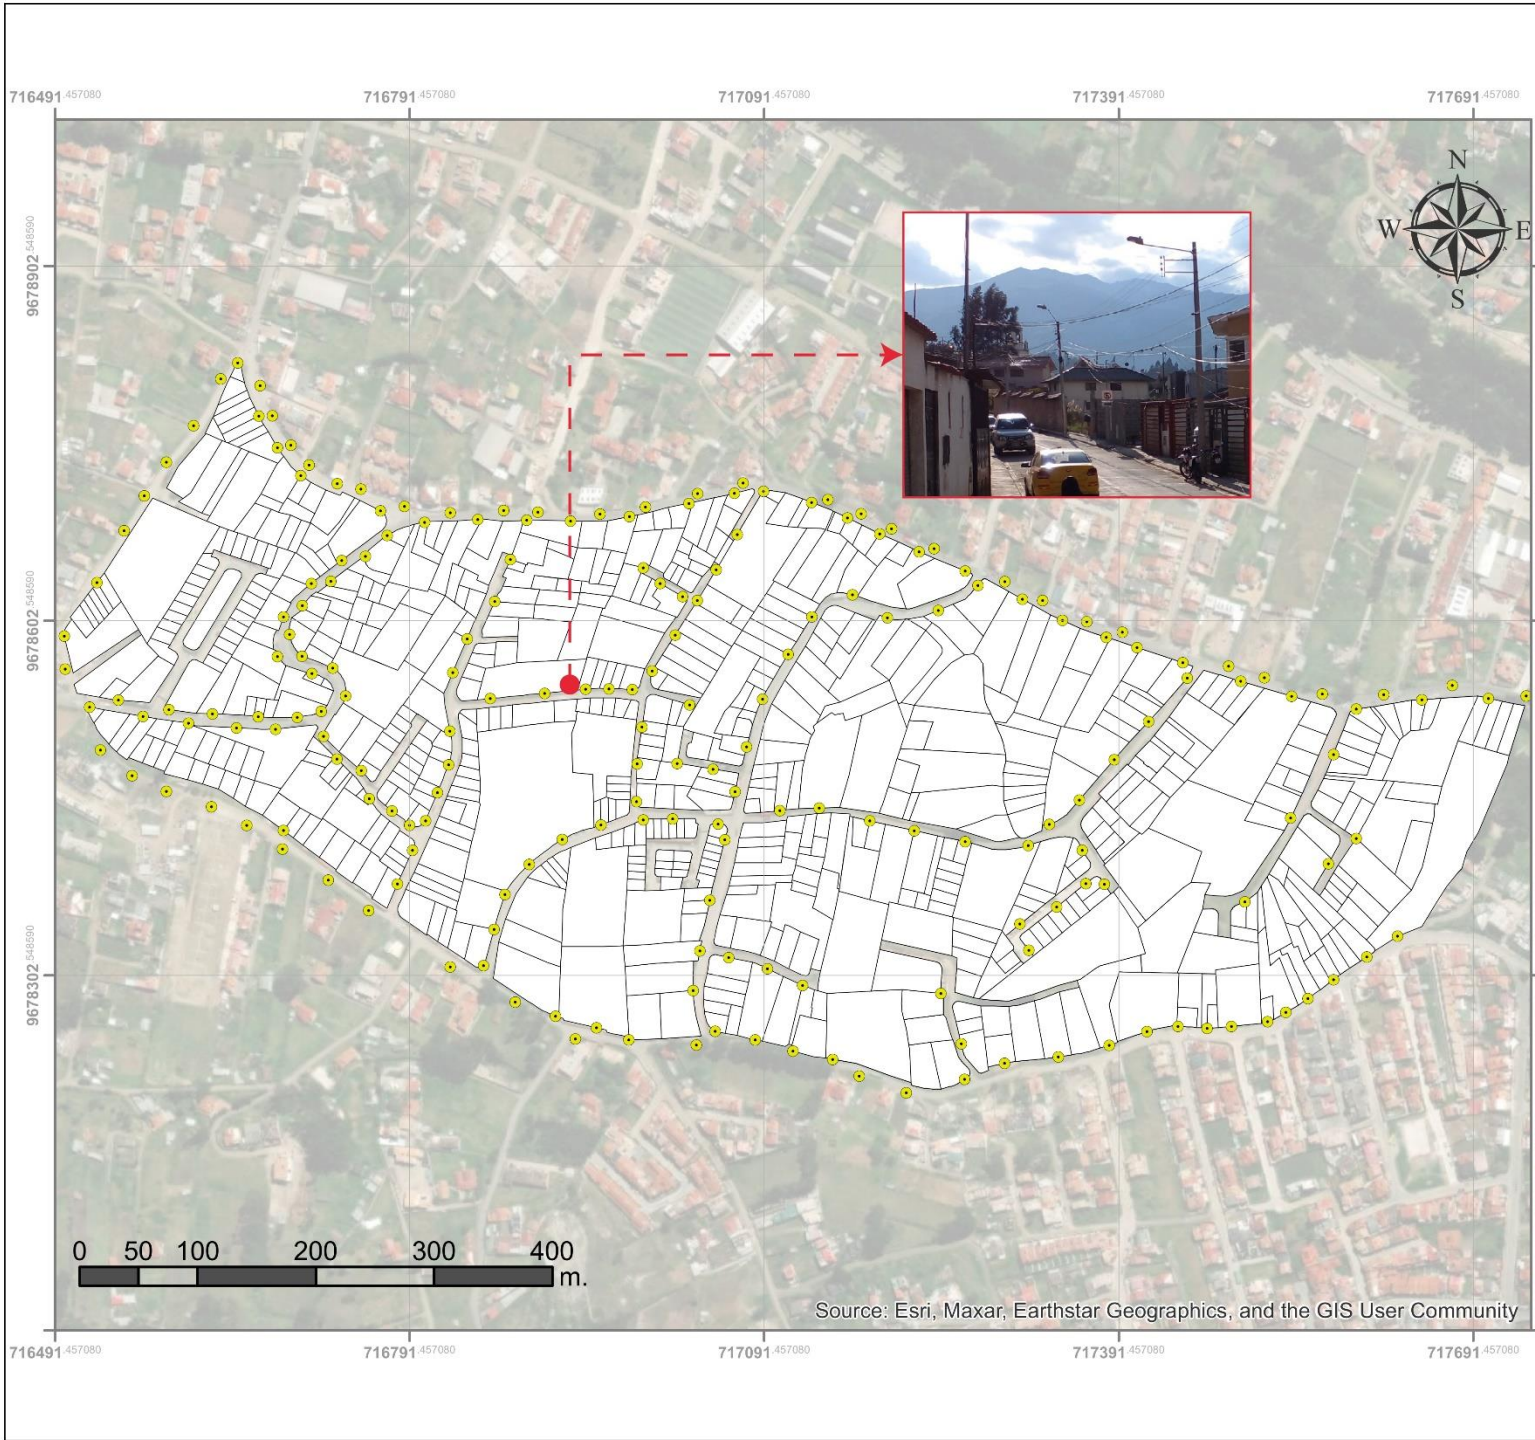 716491.457080 716791.457080 717091.457080 717391.457080 717691.457080
N
W E
S
9678902.548590
9678602.548590
9678302.548590
0 50 100 200 300 400
m.
Source: Esri, Maxar, Earthstar Geographics, and the GIS User Community
716491.457080 716791.457080 717091.457080 717391.457080 717691.457080